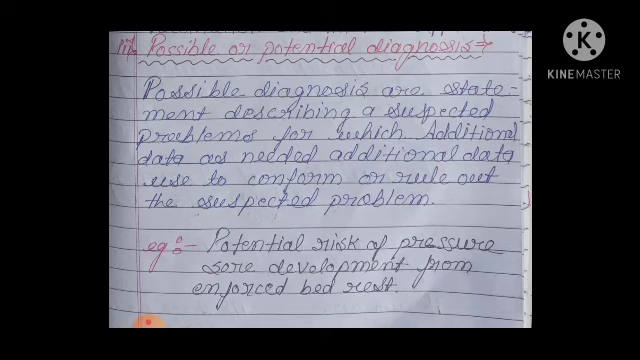 iii) Possible or potential diagnosis→
Possible diagnosis are state-
ment describing a suspected
problems for which Additional
data as needed additional data
use to conform or rule out
the suspected problem.
eg:- Potential risk of pressure
sore development from
enforced bed rest.
K
KINEMASTER